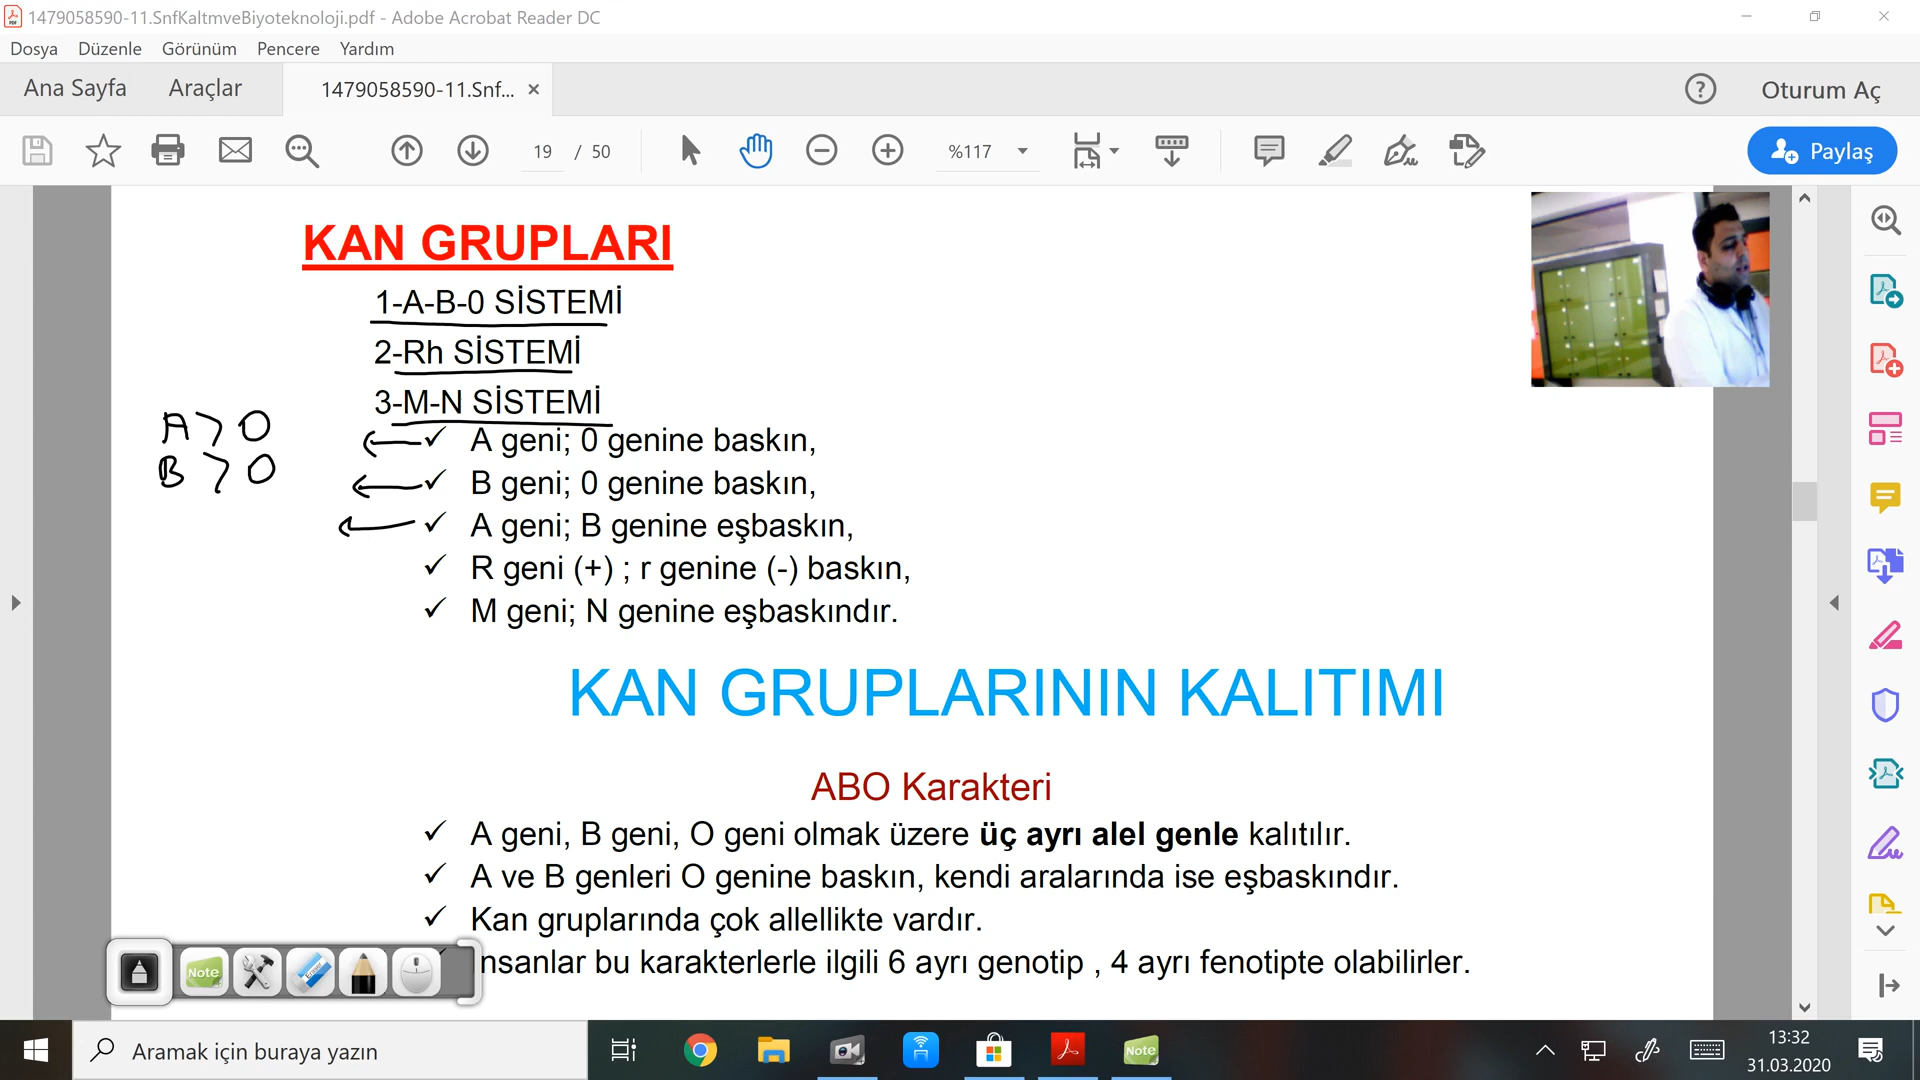 1479058590-11.SnfKaltmveBiyoteknoloji.pdf - Adobe Acrobat Reader DC
Dosya Düzenle Görünüm Pencere Yardım
Ana Sayfa Araçlar 1479058590-11.Snf... Oturum Aç
19 / 50 %117 Paylaş
KAN GRUPLARI
1-A-B-0 SİSTEMİ
2-Rh SİSTEMİ
3-M-N SİSTEMİ
A > 0
B > 0
✓ A geni; 0 genine baskın,
✓ B geni; 0 genine baskın,
✓ A geni; B genine eşbaskın,
✓ R geni (+) ; r genine (-) baskın,
✓ M geni; N genine eşbaskındır.
KAN GRUPLARININ KALITIMI
ABO Karakteri
✓ A geni, B geni, O geni olmak üzere üç ayrı alel genle kalıtılır.
✓ A ve B genleri O genine baskın, kendi aralarında ise eşbaskındır.
✓ Kan gruplarında çok allellikte vardır.
nsanlar bu karakterlerle ilgili 6 ayrı genotip , 4 ayrı fenotipte olabilirler.
Note
Aramak için buraya yazın
Note
13:32
31.03.2020